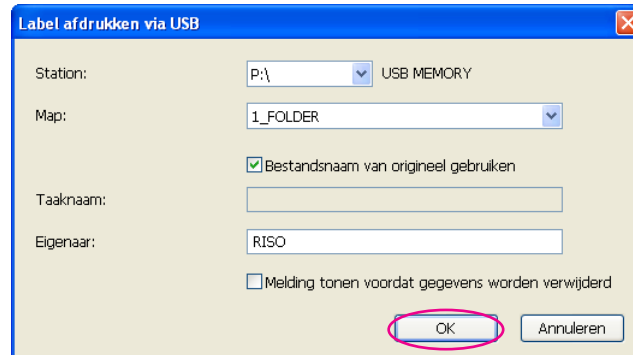 Label afdrukken via USB
Station: P:\ USB MEMORY
Map: 1_FOLDER
Bestandsnaam van origineel gebruiken
Taaknaam:
Eigenaar: RISO
Melding tonen voordat gegevens worden verwijderd
OK Annuleren